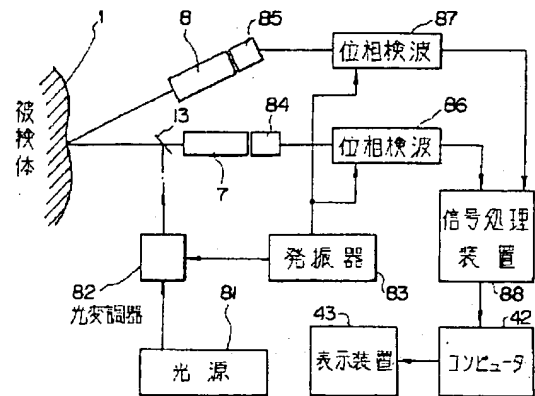 1
8
85
87
位相検波
被検体
13
84
86
7
位相検波
82
光変調器
発振器
83
信号処理
装置
88
81
光源
43
表示装置
42
コンピュータ